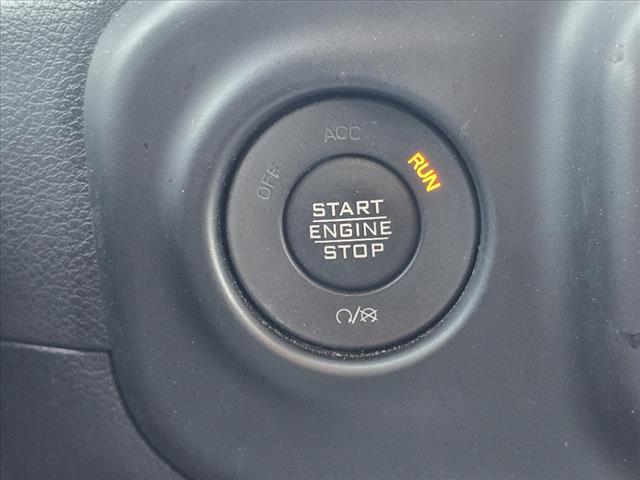 OFF
ACC
RUN
START
ENGINE
STOP